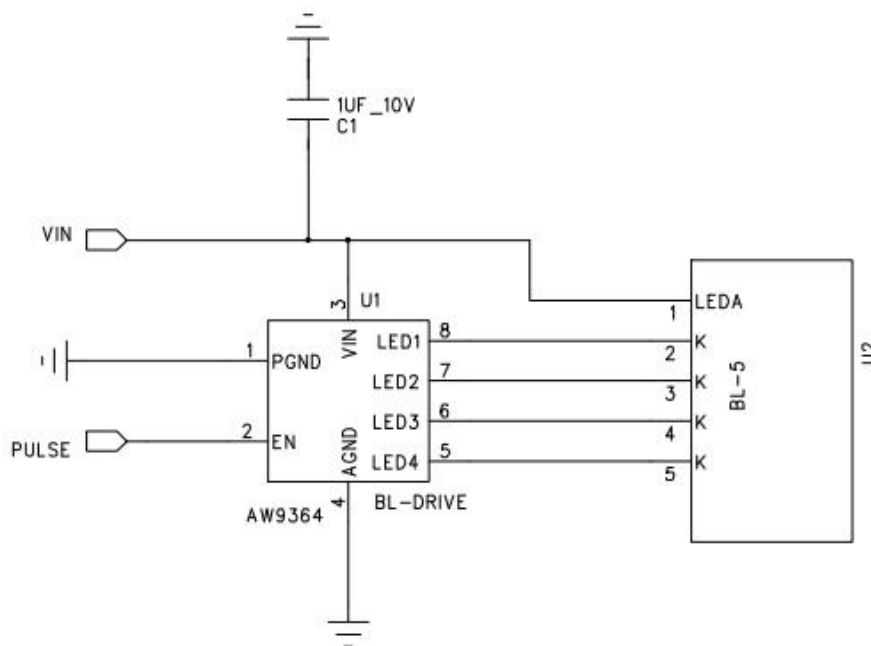 1UF_10V
C1
VIN
3
U1
VIN
LEDA
1
1
PGND
LED1
8
2
K
LED2
7
3
K
BL-5
U2
PULSE
2
EN
LED3
6
4
K
AGND
LED4
5
5
K
4
AW9364
BL-DRIVE